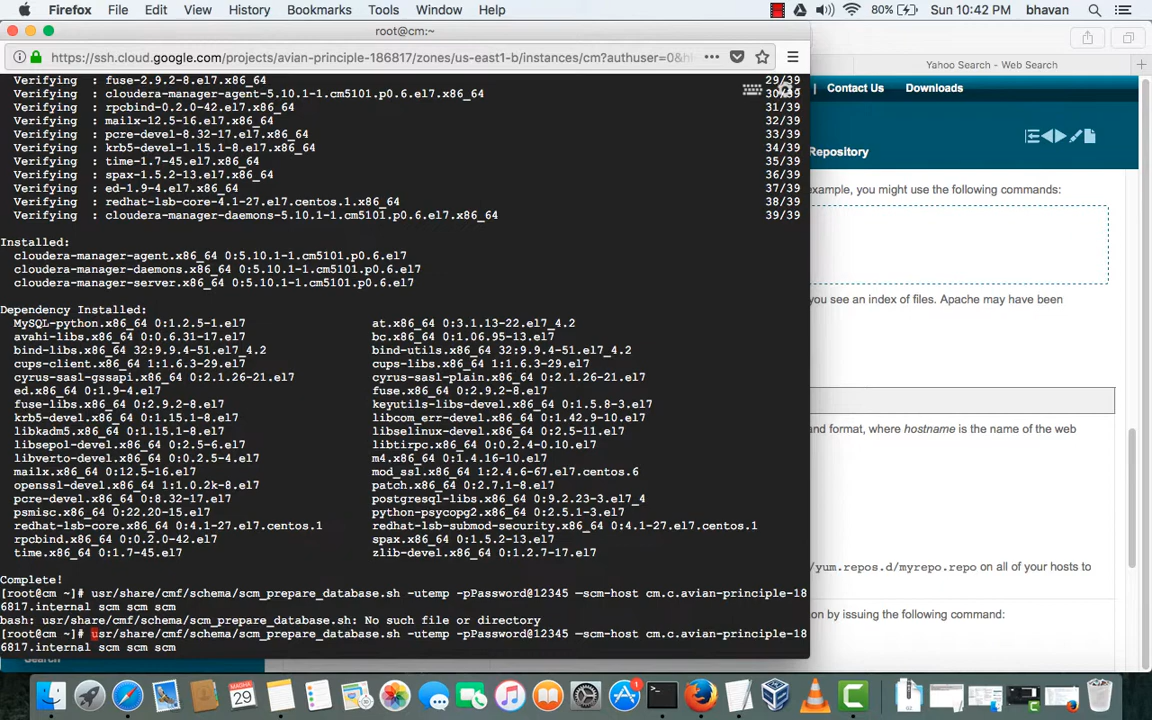 Firefox File Edit View History Bookmarks Tools Window Help 80% Sun 10:42 PM bhavan
root@cm:~
https://ssh.cloud.google.com/projects/avian-principle-186817/zones/us-east1-b/instances/cm?authuser=0&h
Yahoo Search - Web Search
Contact Us Downloads
Repository
example, you might use the following commands:
you see an index of files. Apache may have been
and format, where hostname is the name of the web
/yum.repos.d/myrepo.repo on all of your hosts to
on by issuing the following command:
Verifying : fuse-2.9.2-8.el7.x86_64 29/39
Verifying : cloudera-manager-agent-5.10.1-1.cm5101.p0.6.el7.x86_64 30/39
Verifying : rpcbind-0.2.0-42.el7.x86_64 31/39
Verifying : mailx-12.5-16.el7.x86_64 32/39
Verifying : pcre-devel-8.32-17.el7.x86_64 33/39
Verifying : krb5-devel-1.15.1-8.el7.x86_64 34/39
Verifying : time-1.7-45.el7.x86_64 35/39
Verifying : spax-1.5.2-13.el7.x86_64 36/39
Verifying : ed-1.9-4.el7.x86_64 37/39
Verifying : redhat-lsb-core-4.1-27.el7.centos.1.x86_64 38/39
Verifying : cloudera-manager-daemons-5.10.1-1.cm5101.p0.6.el7.x86_64 39/39
Installed:
cloudera-manager-agent.x86_64 0:5.10.1-1.cm5101.p0.6.el7
cloudera-manager-daemons.x86_64 0:5.10.1-1.cm5101.p0.6.el7
cloudera-manager-server.x86_64 0:5.10.1-1.cm5101.p0.6.el7
Dependency Installed:
MySQL-python.x86_64 0:1.2.5-1.el7 at.x86_64 0:3.1.13-22.el7_4.2
avahi-libs.x86_64 0:0.6.31-17.el7 bc.x86_64 0:1.06.95-13.el7
bind-libs.x86_64 32:9.9.4-51.el7_4.2 bind-utils.x86_64 32:9.9.4-51.el7_4.2
cups-client.x86_64 1:1.6.3-29.el7 cups-libs.x86_64 1:1.6.3-29.el7
cyrus-sasl-gssapi.x86_64 0:2.1.26-21.el7 cyrus-sasl-plain.x86_64 0:2.1.26-21.el7
ed.x86_64 0:1.9-4.el7 fuse.x86_64 0:2.9.2-8.el7
fuse-libs.x86_64 0:2.9.2-8.el7 keyutils-libs-devel.x86_64 0:1.5.8-3.el7
krb5-devel.x86_64 0:1.15.1-8.el7 libcom_err-devel.x86_64 0:1.42.9-10.el7
libkadm5.x86_64 0:1.15.1-8.el7 libselinux-devel.x86_64 0:2.5-11.el7
libsepol-devel.x86_64 0:2.5-6.el7 libtirpc.x86_64 0:0.2.4-0.10.el7
libverto-devel.x86_64 0:0.2.5-4.el7 m4.x86_64 0:1.4.16-10.el7
mailx.x86_64 0:12.5-16.el7 mod_ssl.x86_64 1:2.4.6-67.el7.centos.6
openssl-devel.x86_64 1:1.0.2k-8.el7 patch.x86_64 0:2.7.1-8.el7
pcre-devel.x86_64 0:8.32-17.el7 postgresql-libs.x86_64 0:9.2.23-3.el7_4
psmisc.x86_64 0:22.20-15.el7 python-psycopg2.x86_64 0:2.5.1-3.el7
redhat-lsb-core.x86_64 0:4.1-27.el7.centos.1 redhat-lsb-submod-security.x86_64 0:4.1-27.el7.centos.1
rpcbind.x86_64 0:0.2.0-42.el7 spax.x86_64 0:1.5.2-13.el7
time.x86_64 0:1.7-45.el7 zlib-devel.x86_64 0:1.2.7-17.el7
Complete!
[root@cm ~]# usr/share/cmf/schema/scm_prepare_database.sh -utemp -pPassword@12345 -scm-host cm.c.avian-principle-18
6817.internal scm scm scm
bash: usr/share/cmf/schema/scm_prepare_database.sh: No such file or directory
[root@cm ~]# usr/share/cmf/schema/scm_prepare_database.sh -utemp -pPassword@12345 -scm-host cm.c.avian-principle-18
6817.internal scm scm scm
Search